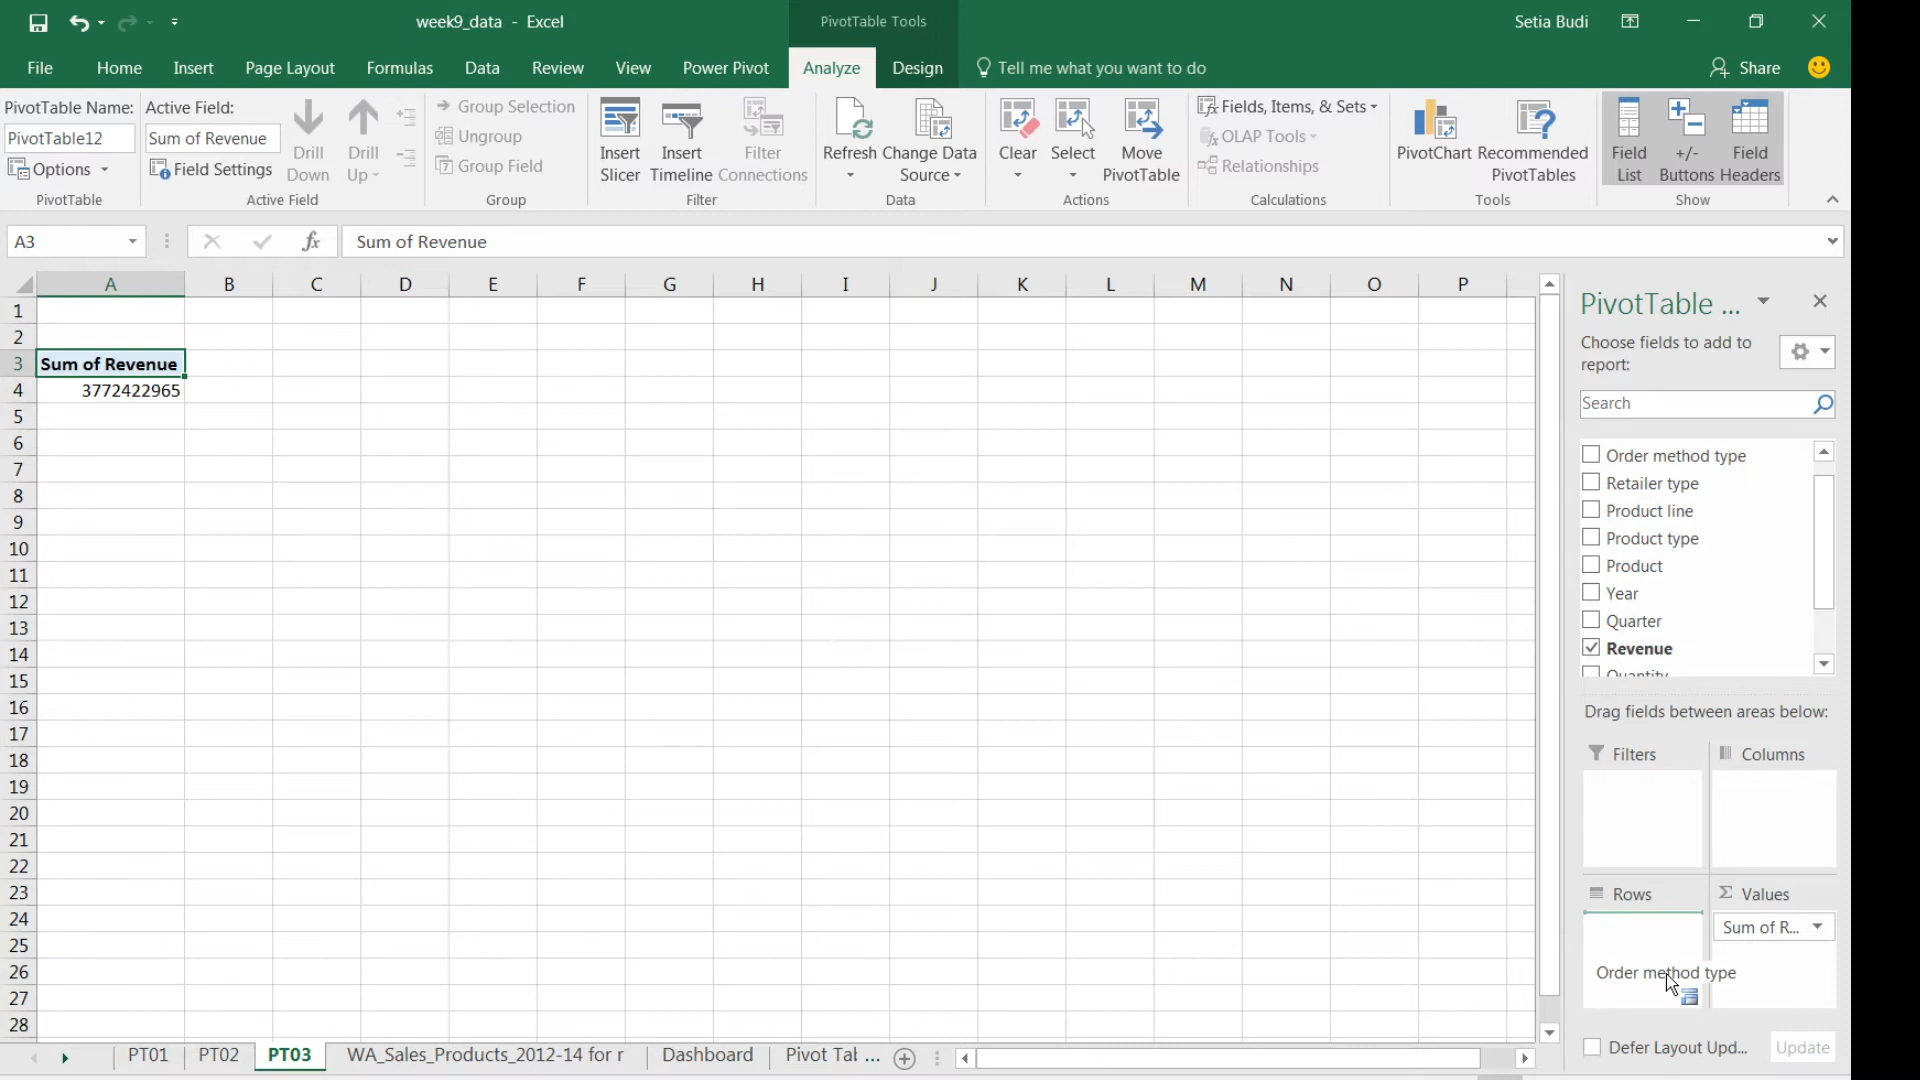 week9_data - Excel
PivotTable Tools
Setia Budi
File
Home
Insert
Page Layout
Formulas
Data
Review
View
Power Pivot
Analyze
Design
Tell me what you want to do
Share
PivotTable Name:
PivotTable12
Options
PivotTable
Active Field:
Sum of Revenue
Field Settings
Drill Down
Drill Up
Active Field
Group Selection
Ungroup
Group Field
Group
Insert Slicer
Insert Timeline
Filter Connections
Filter
Refresh
Change Data Source
Data
Clear
Select
Move PivotTable
Actions
Fields, Items, & Sets
OLAP Tools
Relationships
Calculations
PivotChart
Recommended PivotTables
Tools
Field List
+/- Buttons
Field Headers
Show
A3
fx
Sum of Revenue
A B C D E F G H I J K L M N O P
1
2
3 Sum of Revenue
4 3772422965
5
6
7
8
9
10
11
12
13
14
15
16
17
18
19
20
21
22
23
24
25
26
27
28
PivotTable ...
Choose fields to add to report:
Search
Order method type
Retailer type
Product line
Product type
Product
Year
Quarter
Revenue
Quantity
Drag fields between areas below:
Filters
Columns
Rows
Σ Values
Sum of R...
Order method type
Defer Layout Upd...
Update
PT01
PT02
PT03
WA_Sales_Products_2012-14 for r
Dashboard
Pivot Tab ...